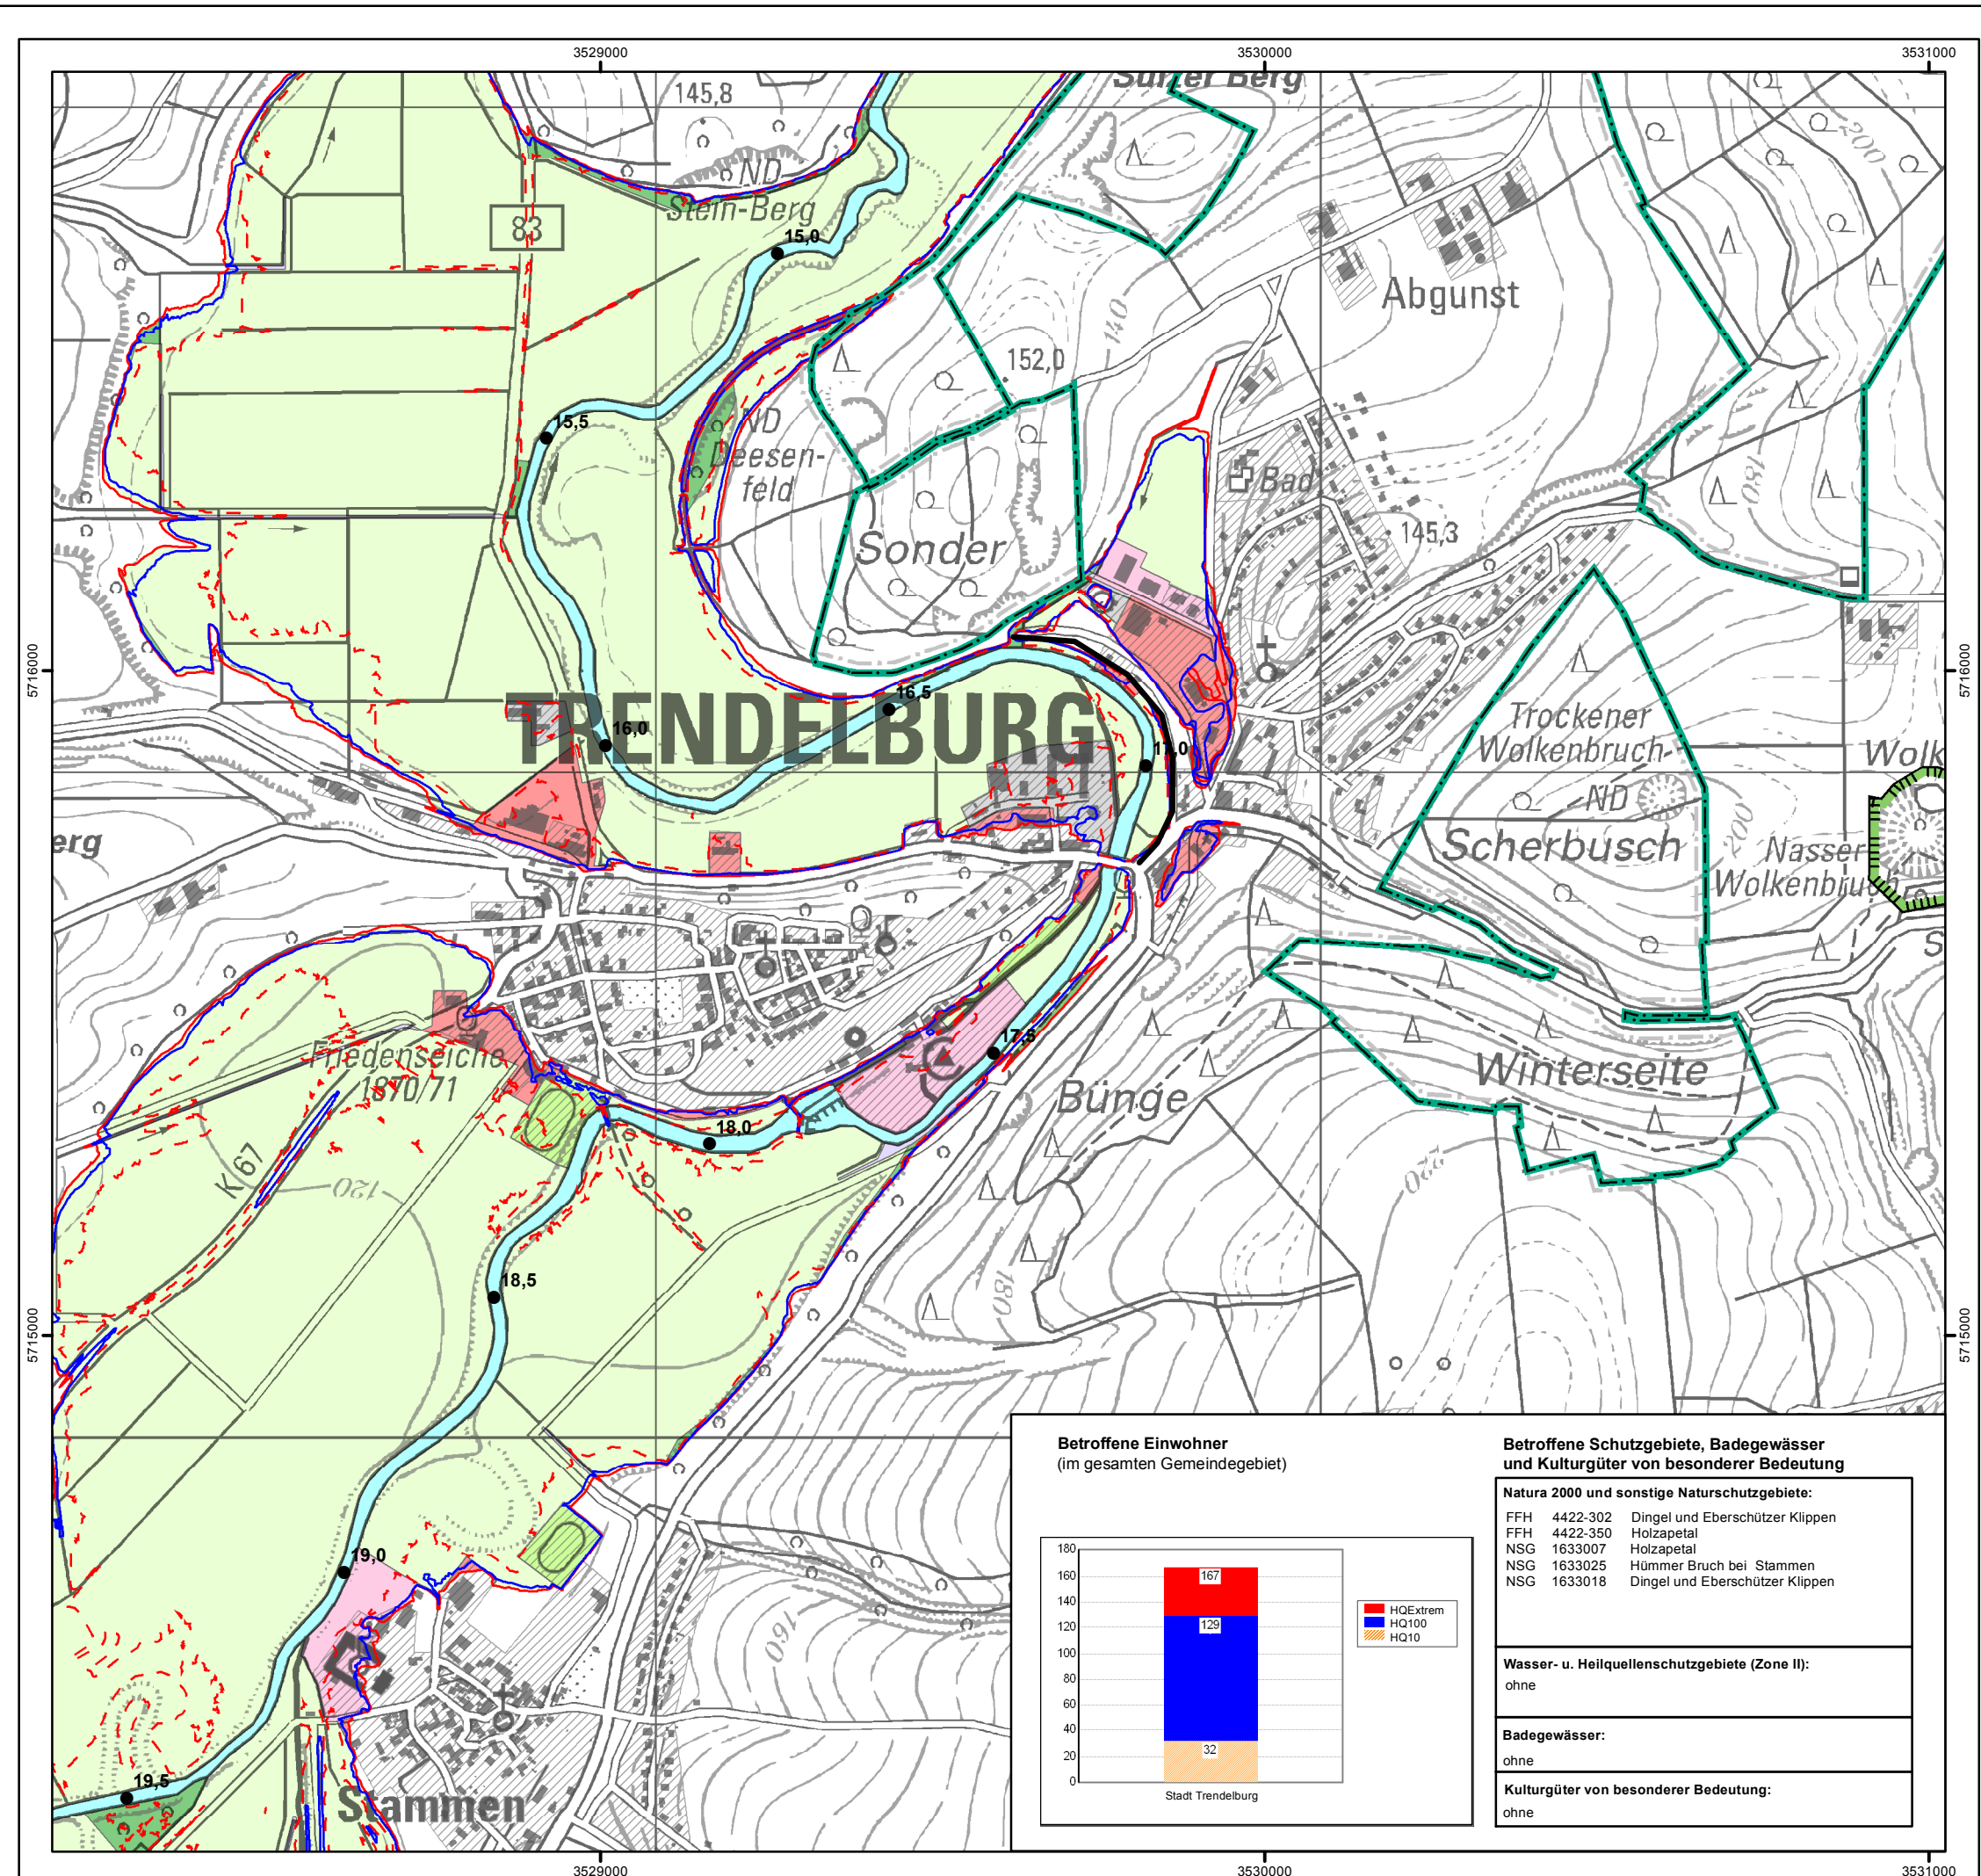 3529000
3530000
3531000
Sulzer Berg
145,8
ND
Stein-Berg
83
15,0
200
Abgunst
140
152,0
15,5
ND
Deesen-
feld
Bad
180
145,3
Sonder
5716000
5716000
TRENDELBURG
16,5
16,0
17,0
Trockener
Wolkenbruch
ND
Wolk
200
erg
Scherbusch
Nasser
Wolkenbruch
S
Friedenseiche
1870/71
17,5
Bünge
Winterseite
18,0
K 67
120
220
18,5
180
5715000
5715000
19,0
160
19,5
Stammen
Betroffene Einwohner
(im gesamten Gemeindegebiet)
180
160
140
120
100
80
60
40
20
0
167
129
32
HQExtrem
HQ100
HQ10
Stadt Trendelburg
Betroffene Schutzgebiete, Badegewässer
und Kulturgüter von besonderer Bedeutung
Natura 2000 und sonstige Naturschutzgebiete:
FFH 4422-302 Dingel und Eberschützer Klippen
FFH 4422-350 Holzapetal
NSG 1633007 Holzapetal
NSG 1633025 Hümmer Bruch bei Stammen
NSG 1633018 Dingel und Eberschützer Klippen
Wasser- u. Heilquellenschutzgebiete (Zone II):
ohne
Badegewässer:
ohne
Kulturgüter von besonderer Bedeutung:
ohne
3529000
3530000
3531000